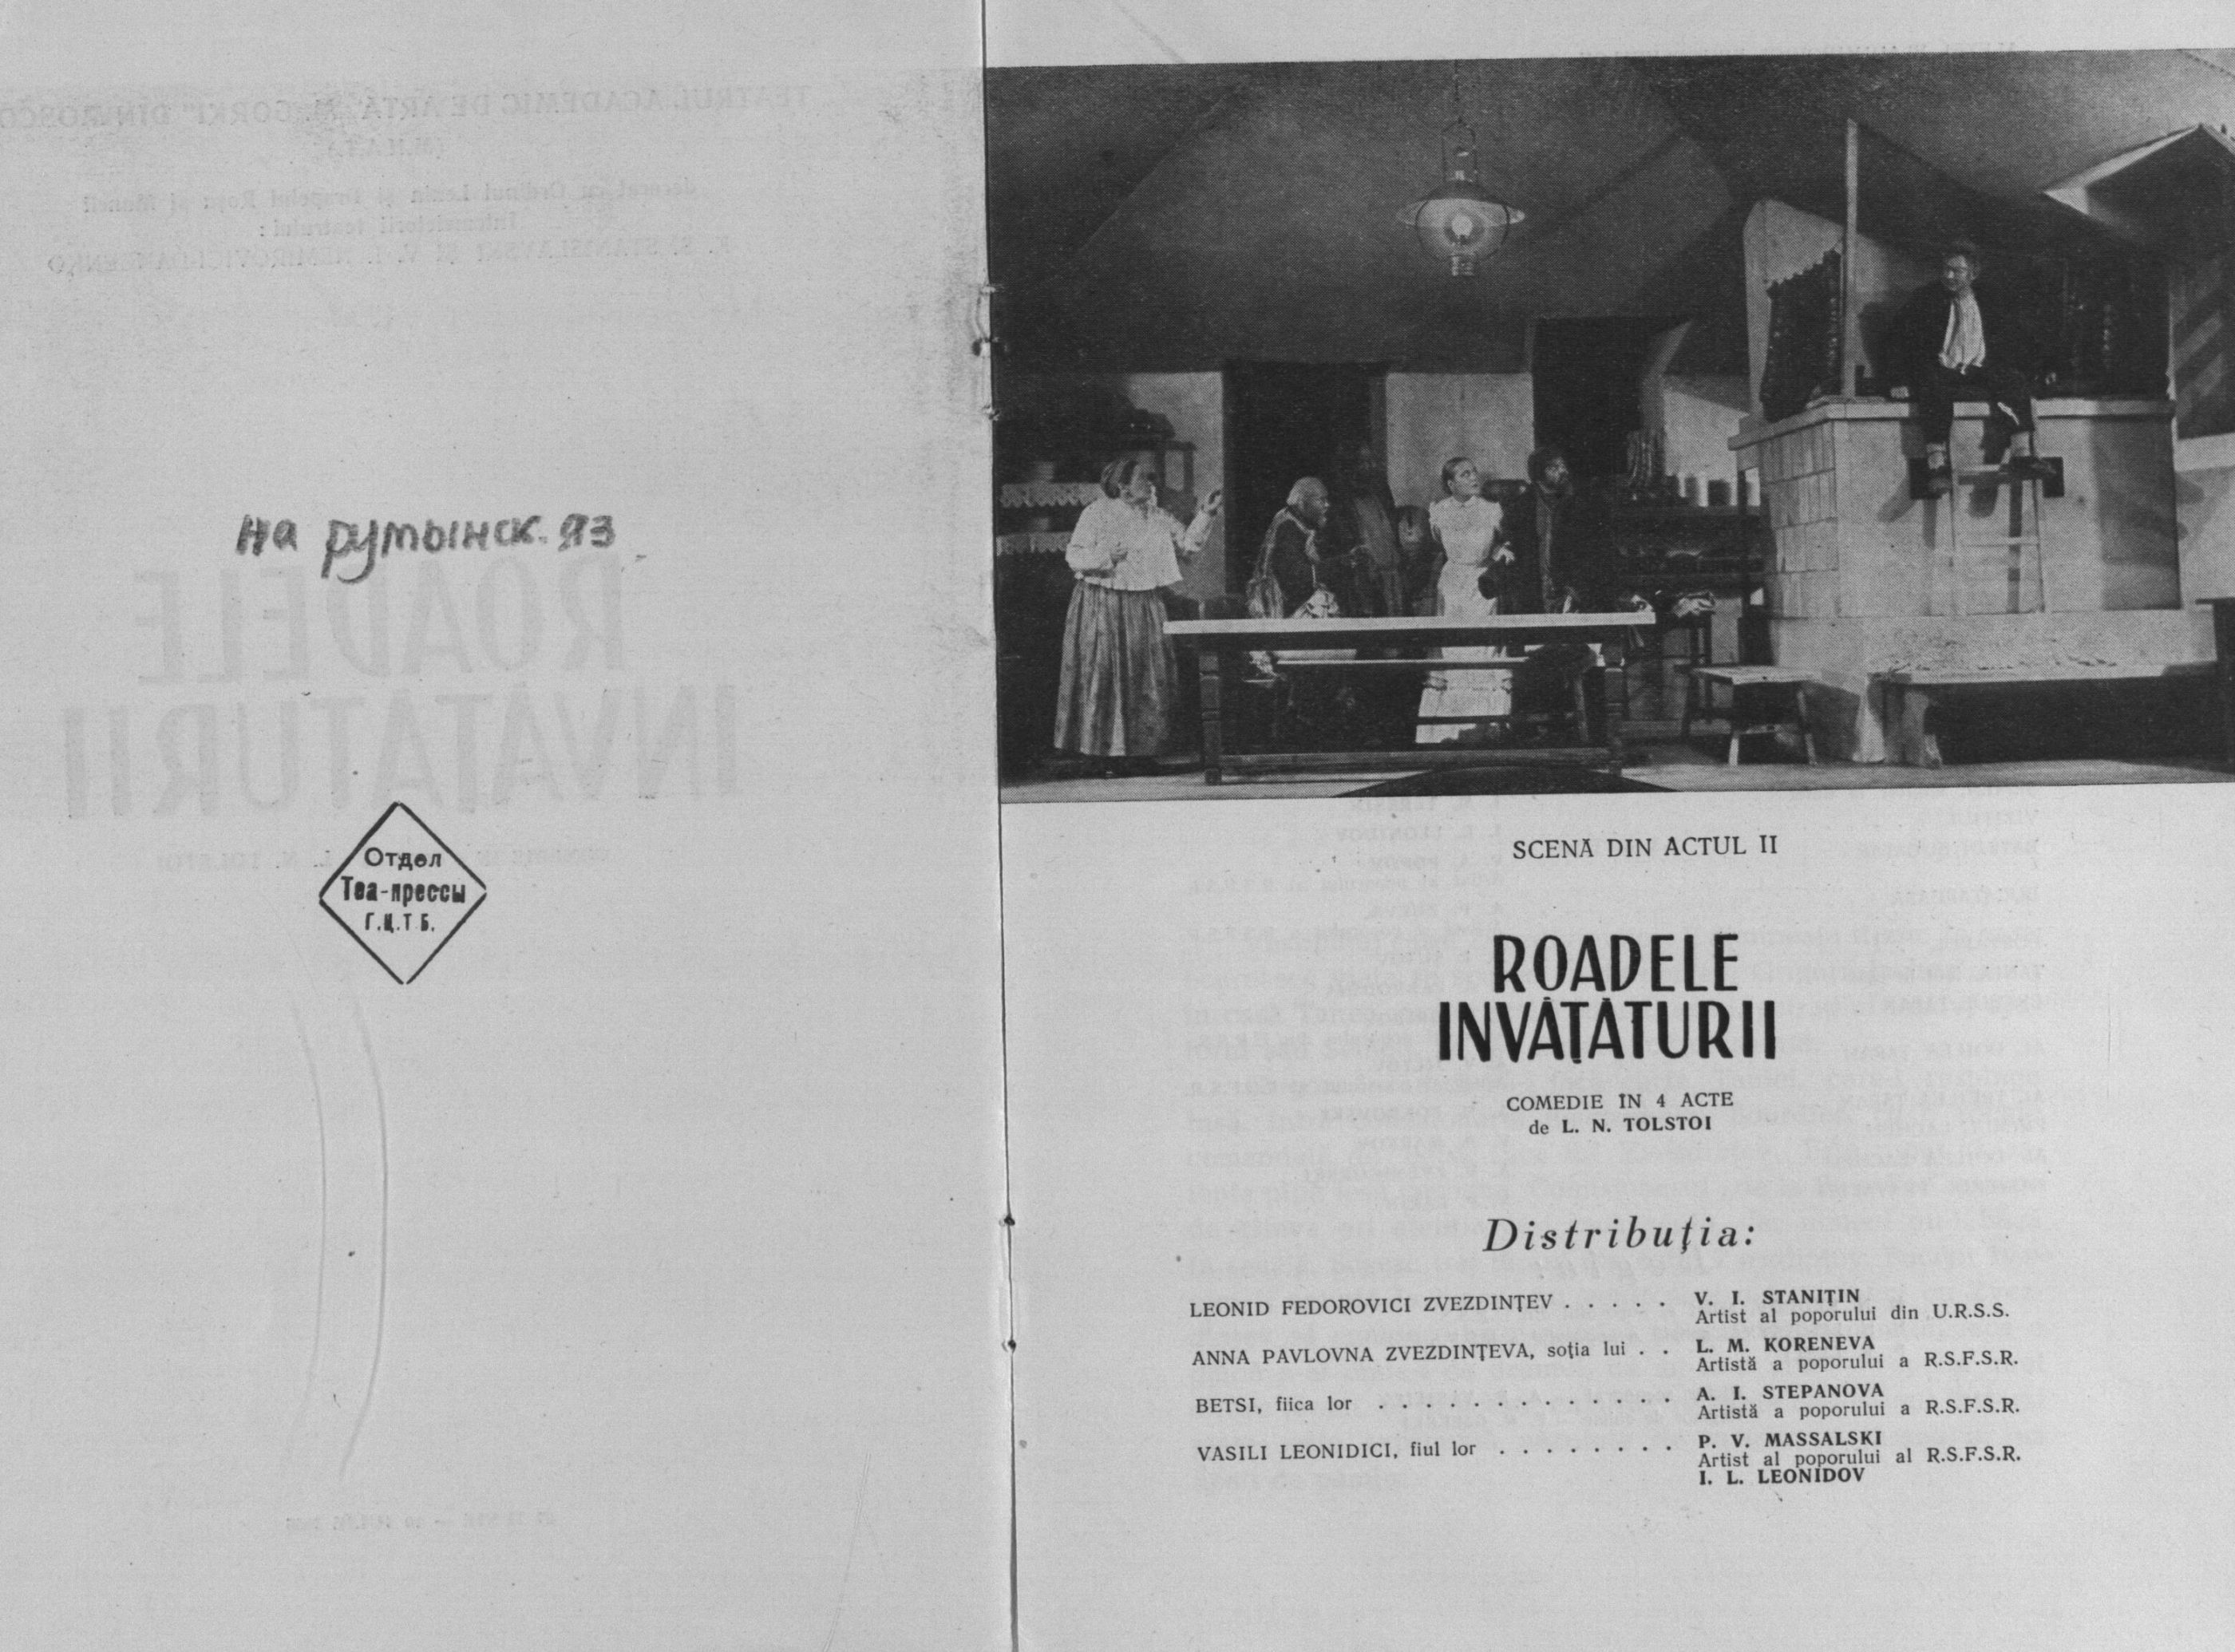 на румынск. яз
Отдел
Теа-прессы
Г.Ц.Т.Б.
SCENĂ DIN ACTUL II
ROADELE
INVĂȚĂTURII
COMEDIE ÎN 4 ACTE
de L. N. TOLSTOI
Distribuția:
LEONID FEDOROVICI ZVEZDINȚEV . . . . . V. I. STANIȚIN
Artist al poporului din U.R.S.S.
ANNA PAVLOVNA ZVEZDINȚEVA, soția lui . . L. M. KORENEVA
Artistă a poporului a R.S.F.S.R.
BETSI, fiica lor . . . . . . . . . . . . . A. I. STEPANOVA
Artistă a poporului a R.S.F.S.R.
VASILI LEONIDICI, fiul lor . . . . . . . . P. V. MASSALSKI
Artist al poporului al R.S.F.S.R.
I. L. LEONIDOV